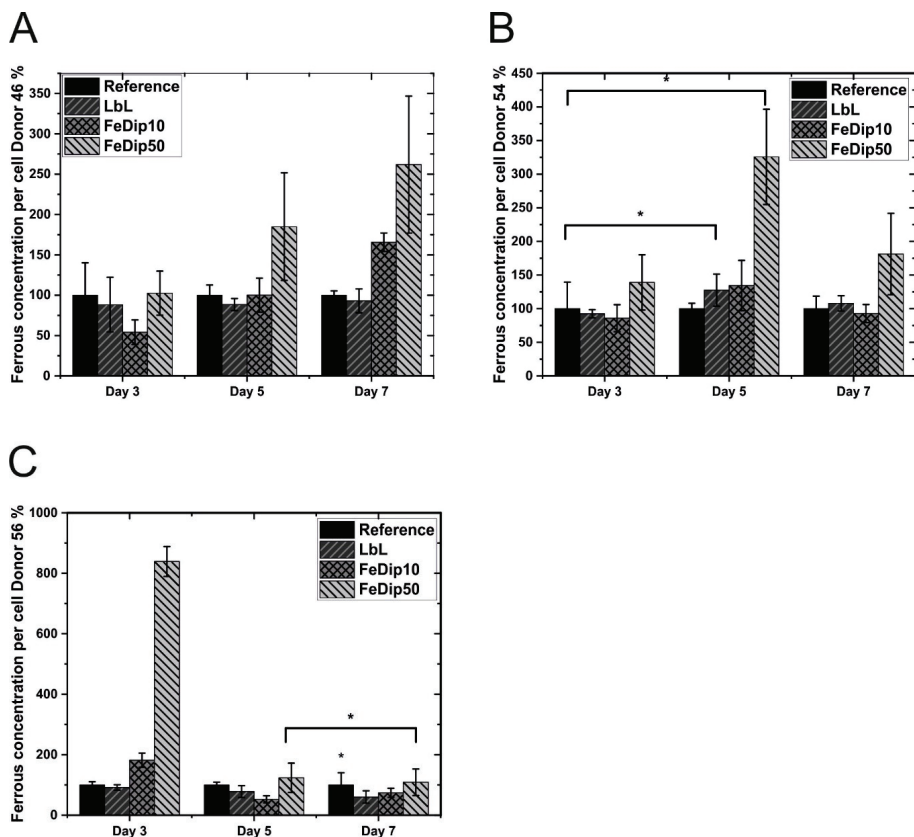 A
Ferrous concentration per cell Donor 46 %
350
300
250
200
150
100
50
0
Reference
LbL
FeDip10
FeDip50
Day 3
Day 5
Day 7
B
Ferrous concentration per cell Donor 54 %
450
400
350
300
250
200
150
100
50
0
*
*
Reference
LbL
FeDip10
FeDip50
Day 3
Day 5
Day 7
C
Ferrous concentration per cell Donor 56 %
1000
800
600
400
200
0
Reference
LbL
FeDip10
FeDip50
*
*
Day 3
Day 5
Day 7